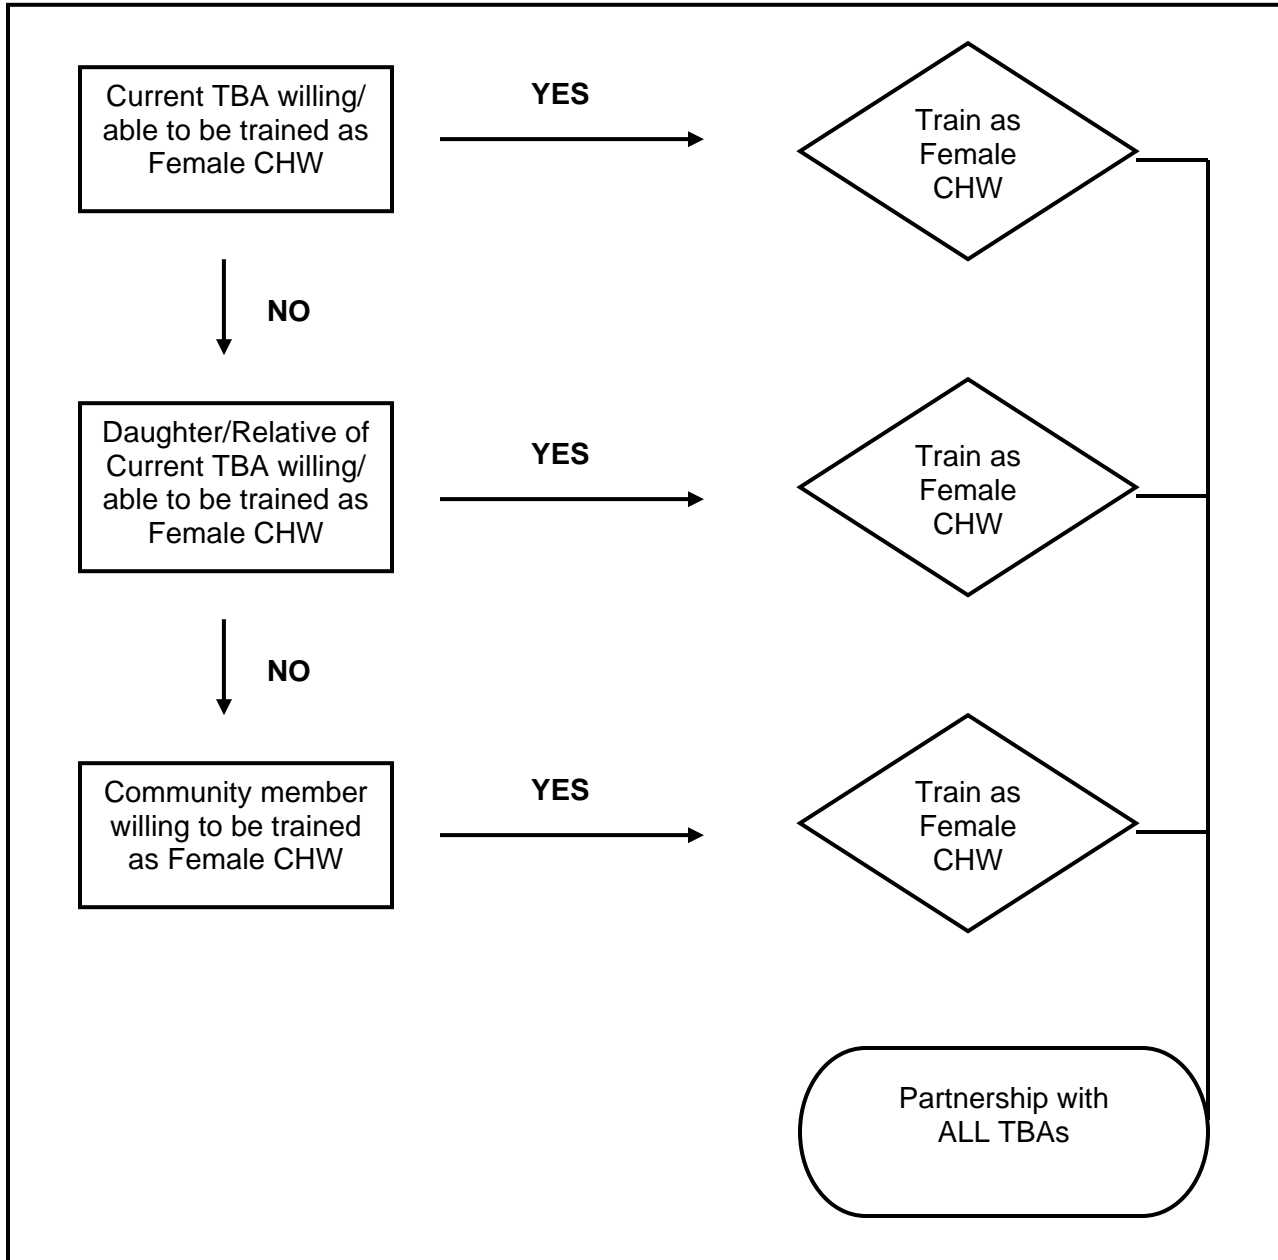 Current TBA willing/
able to be trained as
Female CHW
YES
Train as
Female
CHW
NO
Daughter/Relative of
Current TBA willing/
able to be trained as
Female CHW
YES
Train as
Female
CHW
NO
Community member
willing to be trained
as Female CHW
YES
Train as
Female
CHW
Partnership with
ALL TBAs